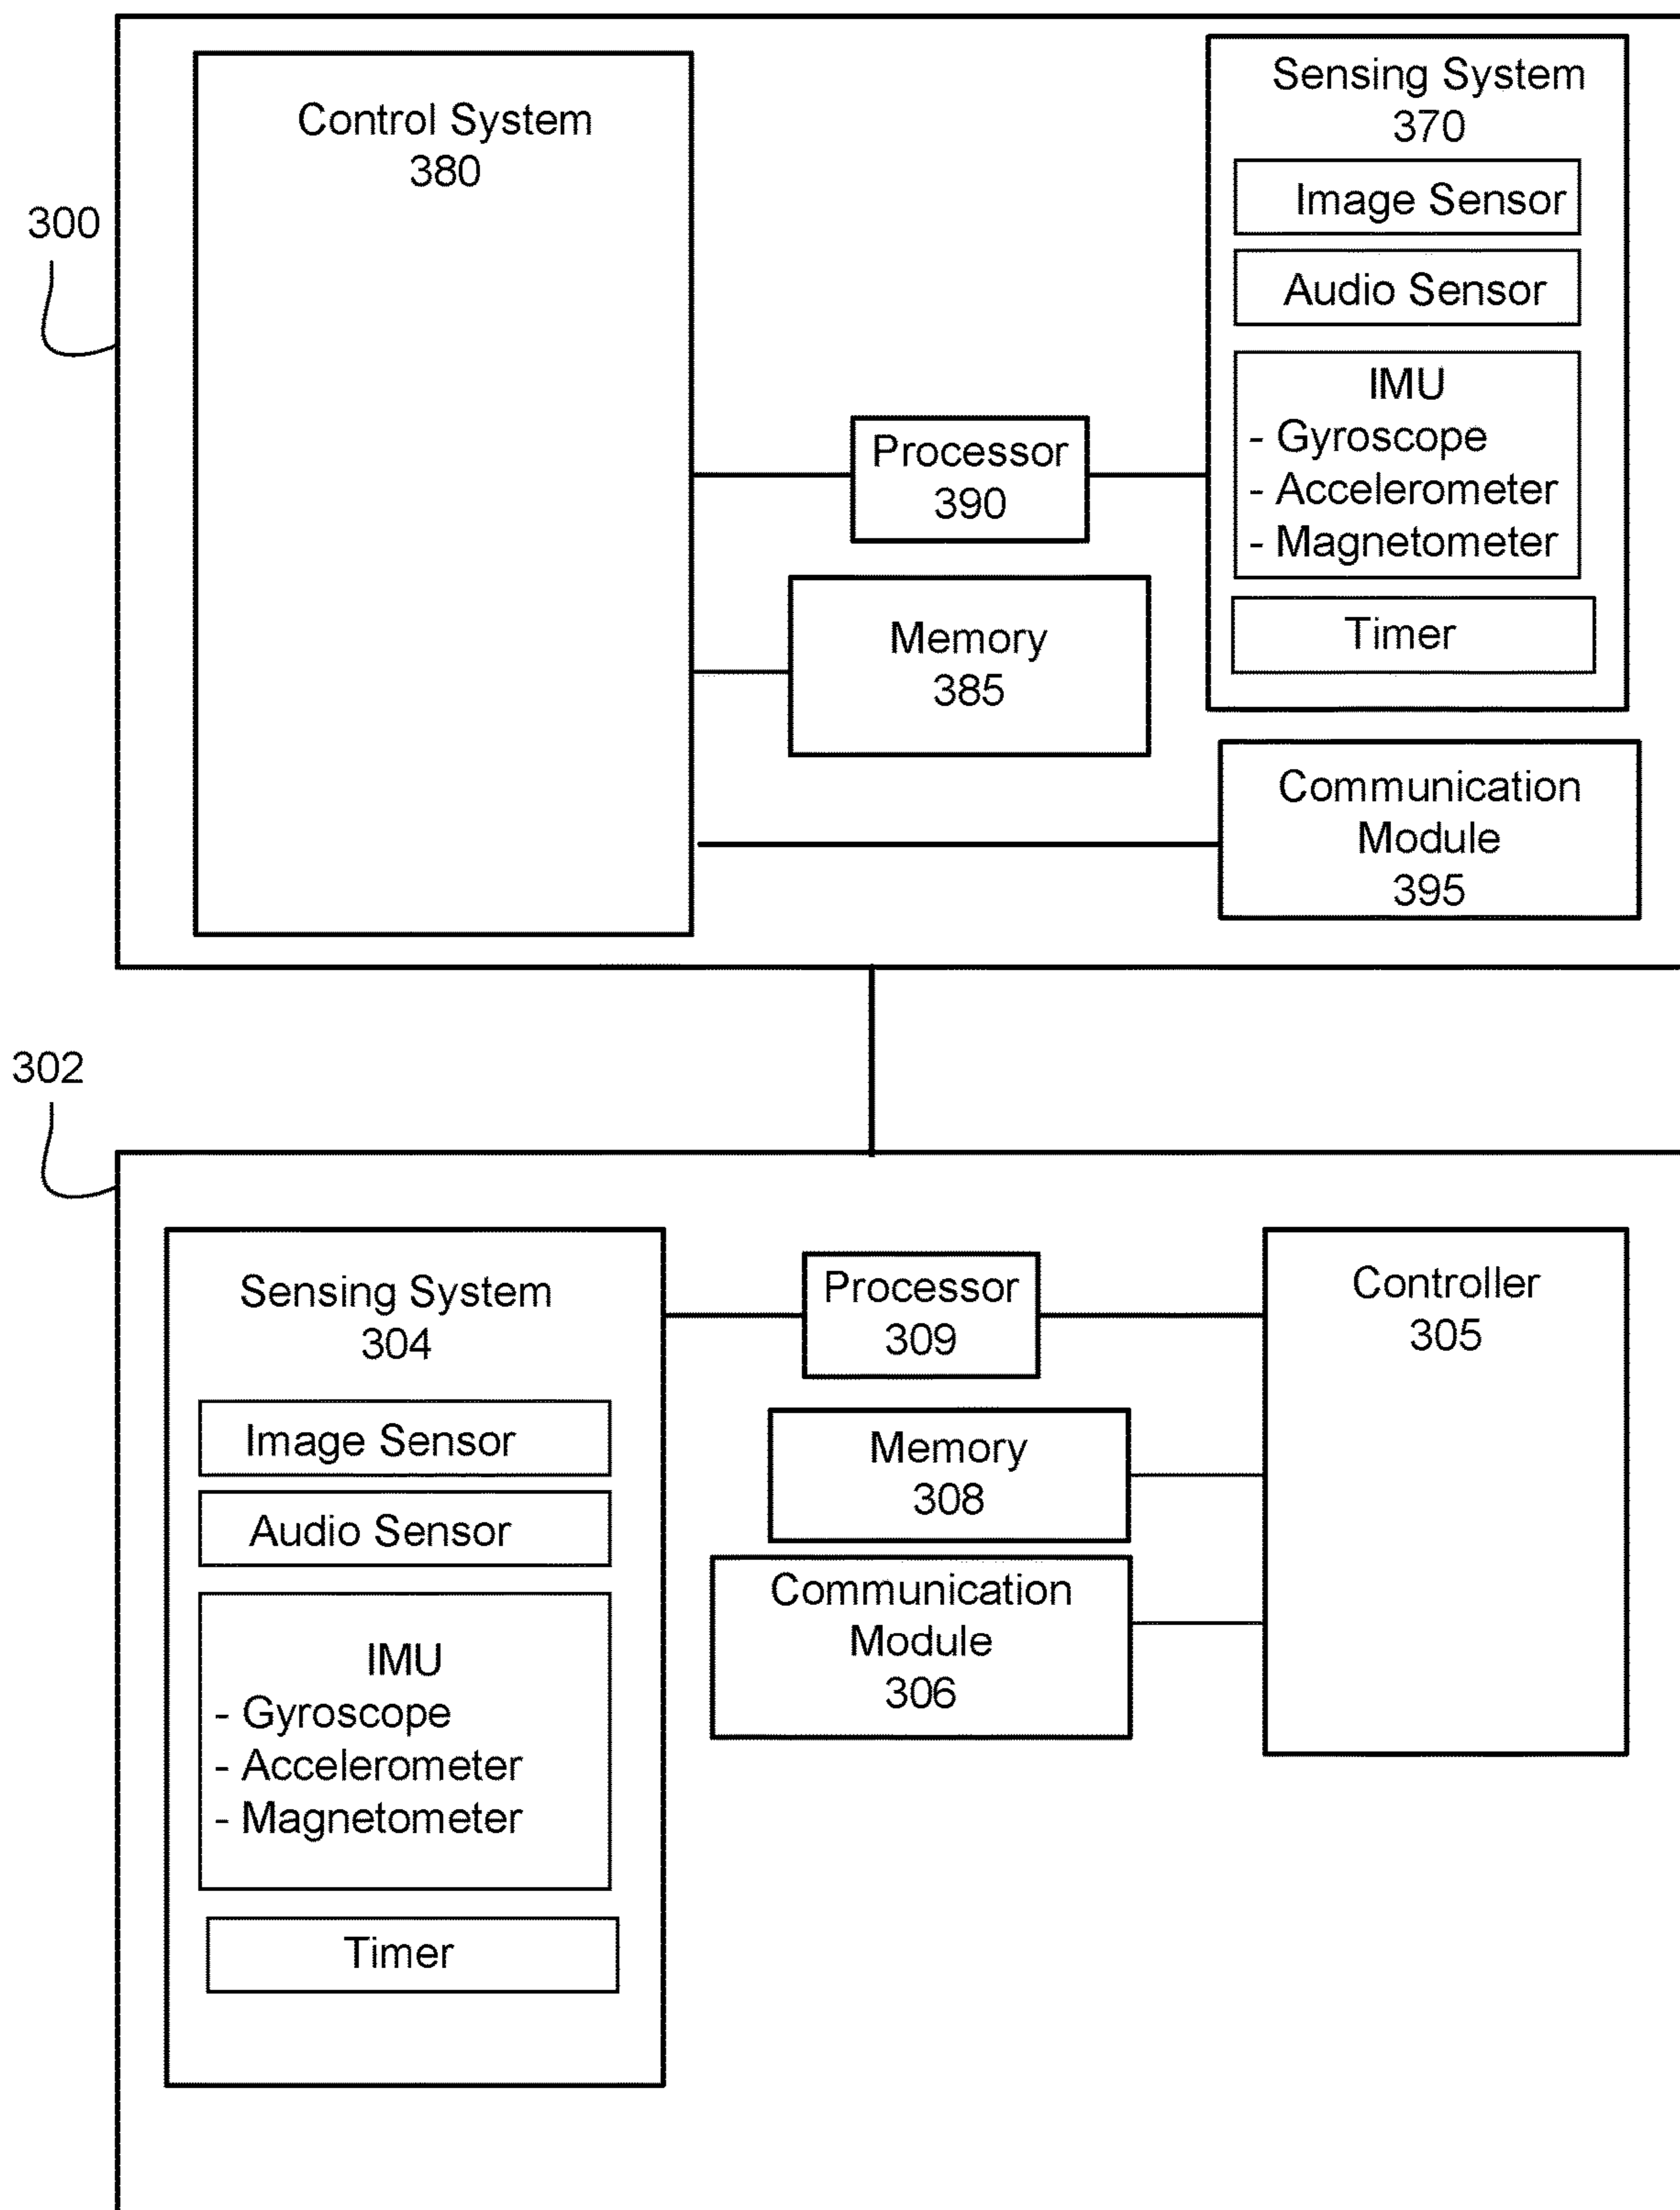 300
Control System
380
Processor
390
Memory
385
Sensing System
370
Image Sensor
Audio Sensor
IMU
- Gyroscope
- Accelerometer
- Magnetometer
Timer
Communication
Module
395
302
Sensing System
304
Image Sensor
Audio Sensor
IMU
- Gyroscope
- Accelerometer
- Magnetometer
Timer
Processor
309
Memory
308
Communication
Module
306
Controller
305